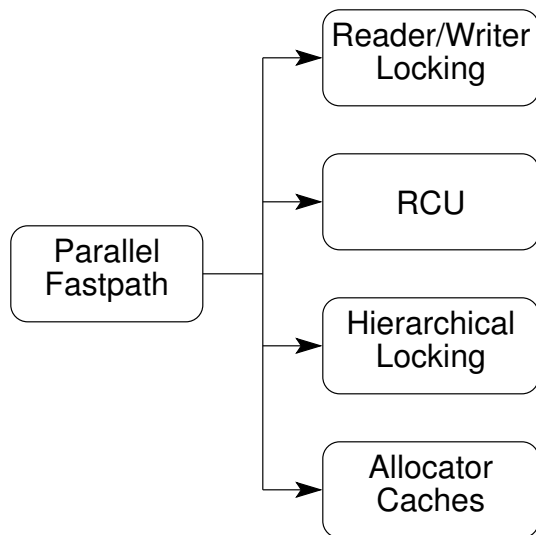 Reader/Writer
Locking
RCU
Parallel
Fastpath
Hierarchical
Locking
Allocator
Caches